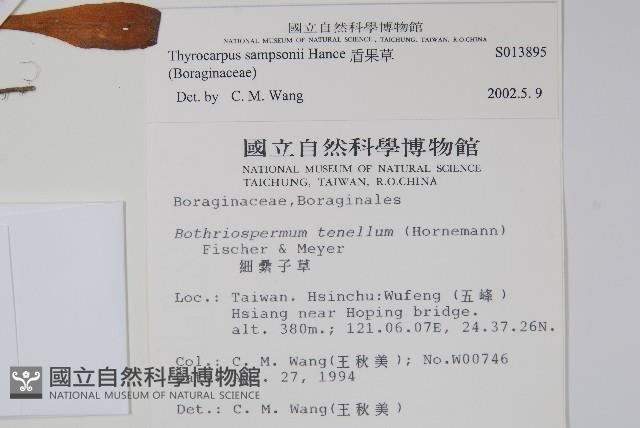 國立自然科學博物館
NATIONAL MUSEUM OF NATURAL SCIENCE, TAICHUNG, TAIWAN, R.O.CHINA
Thyrocarpus sampsonii Hance 盾果草 S013895
(Boraginaceae)
Det. by C. M. Wang 2002.5. 9
國立自然科學博物館
NATIONAL MUSEUM OF NATURAL SCIENCE
TAICHUNG, TAIWAN, R.O.CHINA
Boraginaceae,Boraginales
Bothriospermum tenellum (Hornemann)
Fischer & Meyer
細纍子草
Loc.: Taiwan. Hsinchu:Wufeng (五峰)
Hsiang near Hoping bridge.
alt. 380m.; 121.06.07E, 24.37.26N.
Col.: C. M. Wang(王秋美); No.W00746
27, 1994
Det.: C. M. Wang(王秋美)
國立自然科學博物館
NATIONAL MUSEUM OF NATURAL SCIENCE